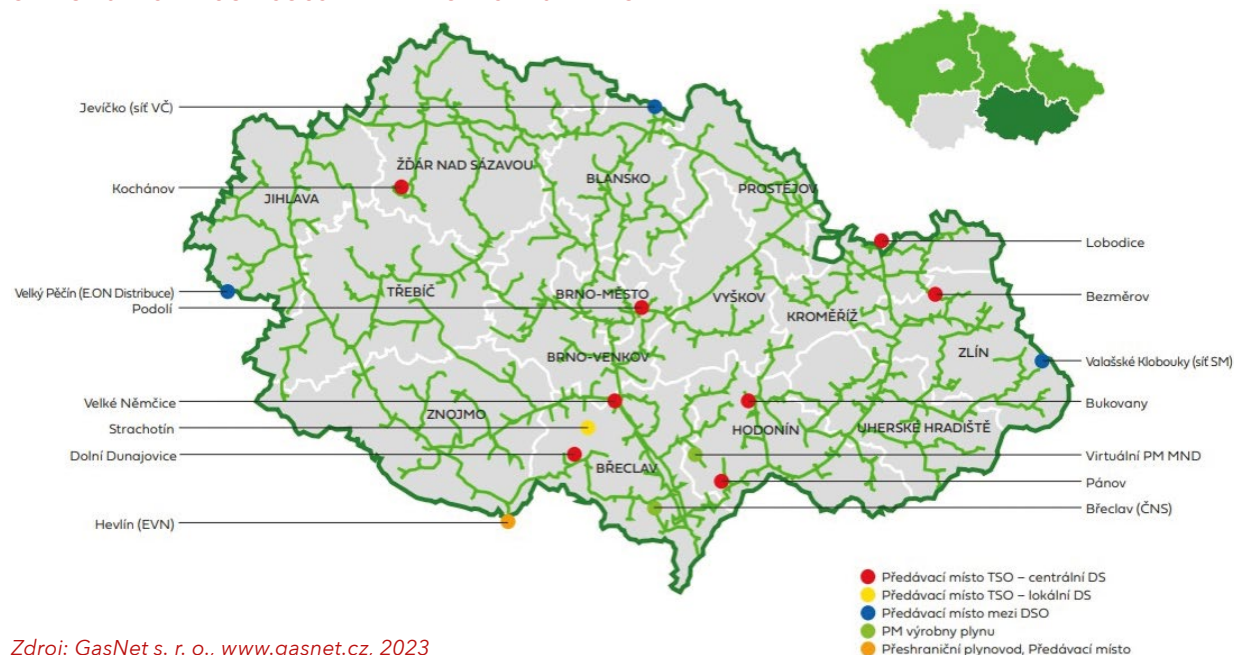 Jevíčko (síť VČ)
Kochánov
Velký Pěčín (E.ON Distribuce)
Podolí
Velké Němčice
Strachotín
Dolní Dunajovice
Hevlín (EVN)
JIHLAVA
ŽĎÁR NAD SÁZAVOU
BLANSKO
PROSTĚJOV
TŘEBÍČ
BRNO-MĚSTO
VYŠKOV
KROMĚŘÍŽ
ZLÍN
BRNO-VENKOV
ZNOJMO
HODONÍN
UHERSKÉ HRADIŠTĚ
BŘECLAV
Lobodice
Bezměrov
Valašské Klobouky (síť SM)
Bukovany
Virtuální PM MND
Pánov
Břeclav (ČNS)
Předávací místo TSO – centrální DS
Předávací místo TSO – lokální DS
Předávací místo mezi DSO
PM výrobny plynu
Přeshraniční plynovod, Předávací místo
Zdroj: GasNet s. r. o., www.gasnet.cz, 2023